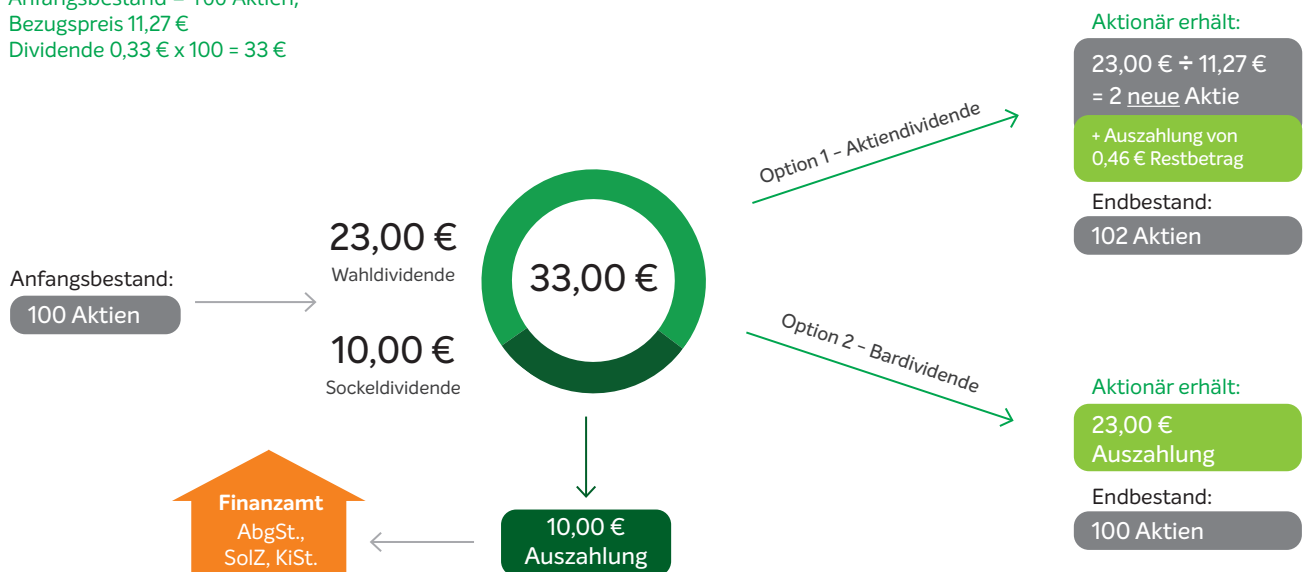 Anfangsbestand = 100 Aktien,
Bezugspreis 11,27 €
Dividende 0,33 € x 100 = 33 €
Anfangsbestand:
100 Aktien
23,00 €
Wahldividende
10,00 €
Sockeldividende
33,00 €
Finanzamt
AbgSt.,
SolZ, KiSt.
10,00 €
Auszahlung
Option 1 – Aktiendividende
Aktionär erhält:
23,00 € ÷ 11,27 €
= 2 neue Aktie
+ Auszahlung von
0,46 € Restbetrag
Endbestand:
102 Aktien
Option 2 – Bardividende
Aktionär erhält:
23,00 €
Auszahlung
Endbestand:
100 Aktien